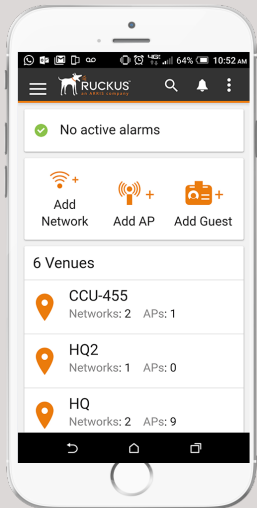 64% 10:52 AM
RUCKUS
an ARRIS company
No active alarms
Add
Network
Add AP
Add Guest
6 Venues
CCU-455
Networks: 2 APs: 1
HQ2
Networks: 1 APs: 0
HQ
Networks: 2 APs: 9